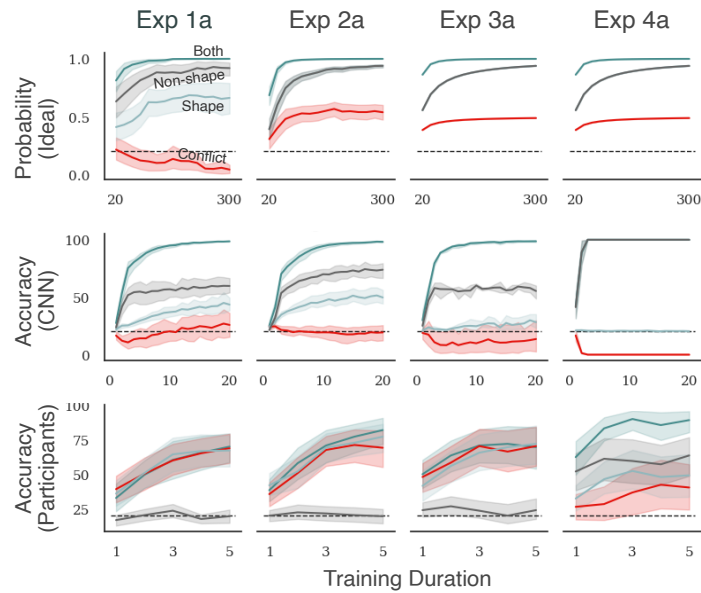 Exp 1a Exp 2a Exp 3a Exp 4a
Probability
(Ideal)
1.0
0.5
0.0
Both
Non-shape
Shape
Conflict
20 300 20 300 20 300 20 300
Accuracy
(CNN)
100
50
0
0 10 20 0 10 20 0 10 20 0 10 20
Accuracy
(Participants)
100
75
50
25
1 3 5 1 3 5 1 3 5 1 3 5
Training Duration